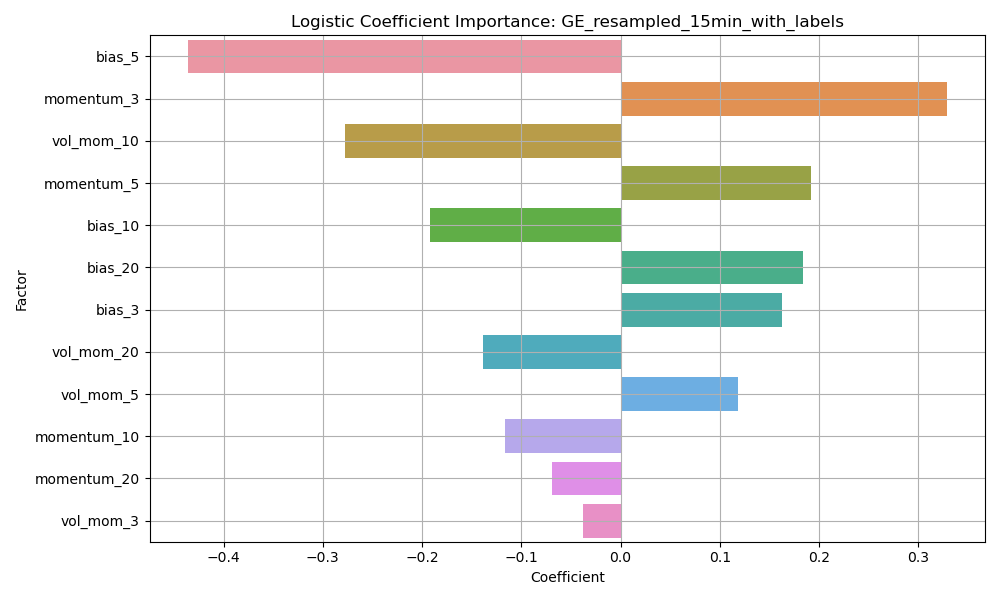 Logistic Coefficient Importance: GE_resampled_15min_with_labels
bias_5
momentum_3
vol_mom_10
momentum_5
bias_10
bias_20
bias_3
vol_mom_20
vol_mom_5
momentum_10
momentum_20
vol_mom_3
Factor
−0.4 −0.3 −0.2 −0.1 0.0 0.1 0.2 0.3
Coefficient